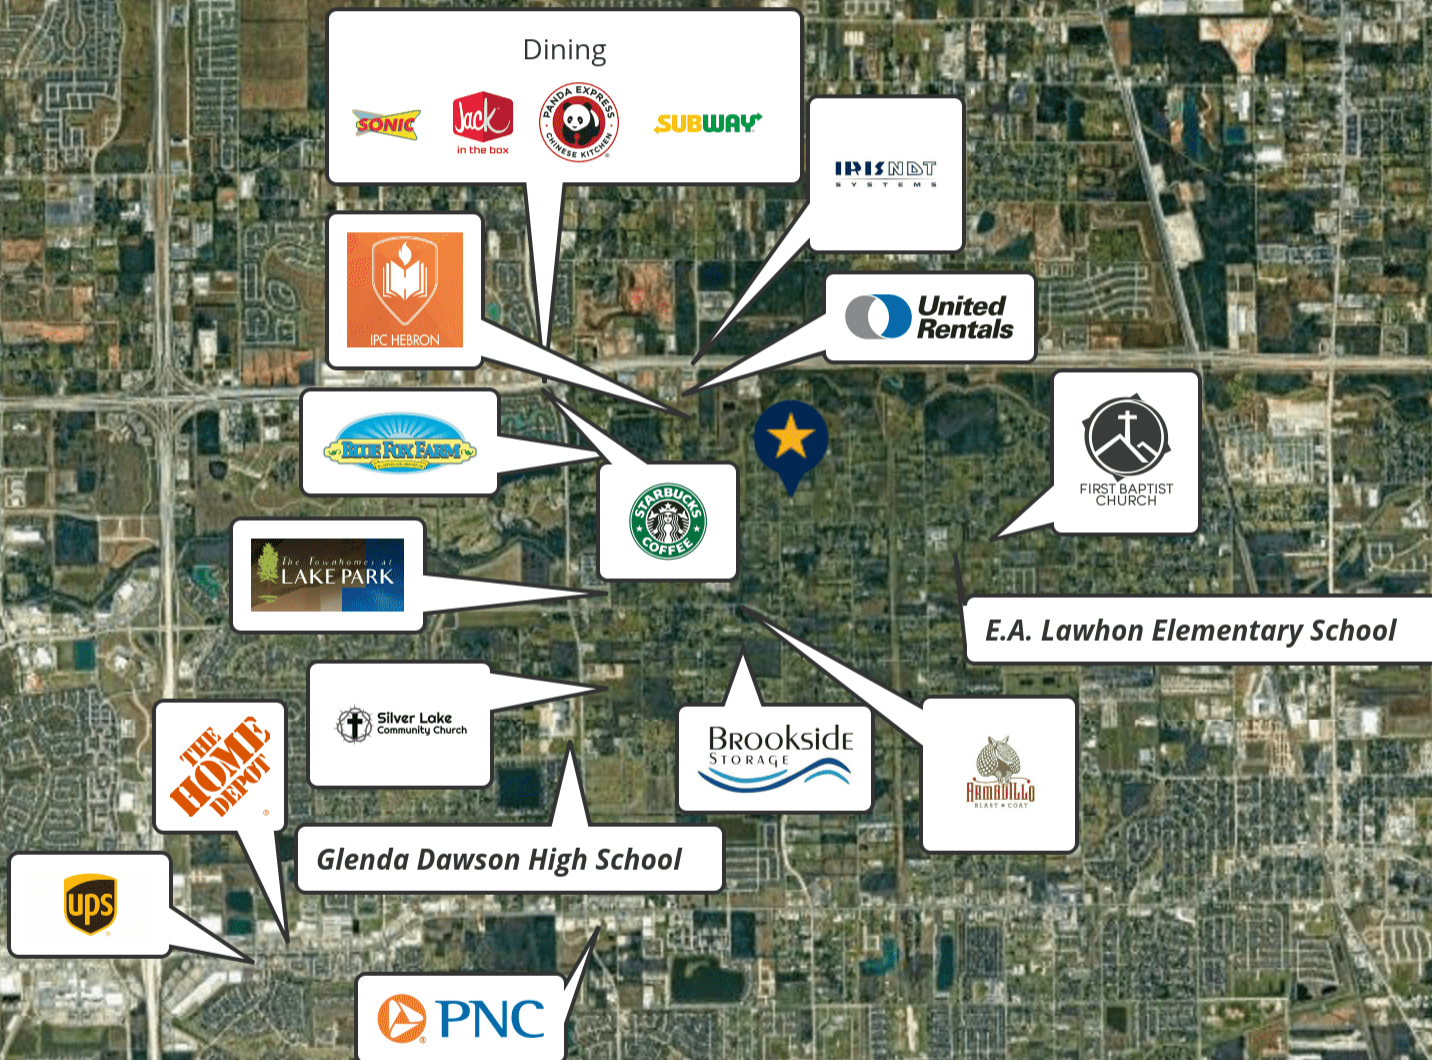 Dining
SONIC
Jack
in the box
PANDA EXPRESS
CHINESE KITCHEN
SUBWAY
IRISNDT
SYSTEMS
IPC HEBRON
United
Rentals
BLUE FOX FARM
FIRST BAPTIST
CHURCH
STARBUCKS
COFFEE
The Townhomes at
LAKE PARK
E.A. Lawhon Elementary School
Silver Lake
Community Church
THE
HOME
DEPOT
BROOKSIDE
STORAGE
ARMADILLO
BLAST ★ COAT
Glenda Dawson High School
ups
PNC